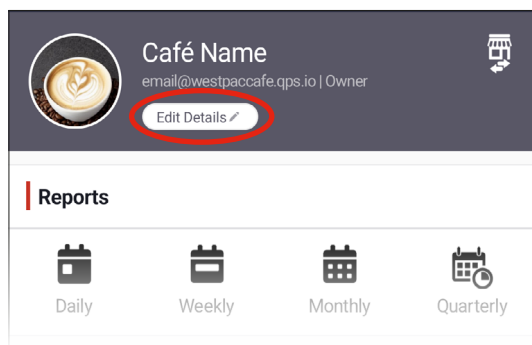 Café Name
email@westpaccafe.qps.io | Owner
Edit Details
Reports
Daily Weekly Monthly Quarterly